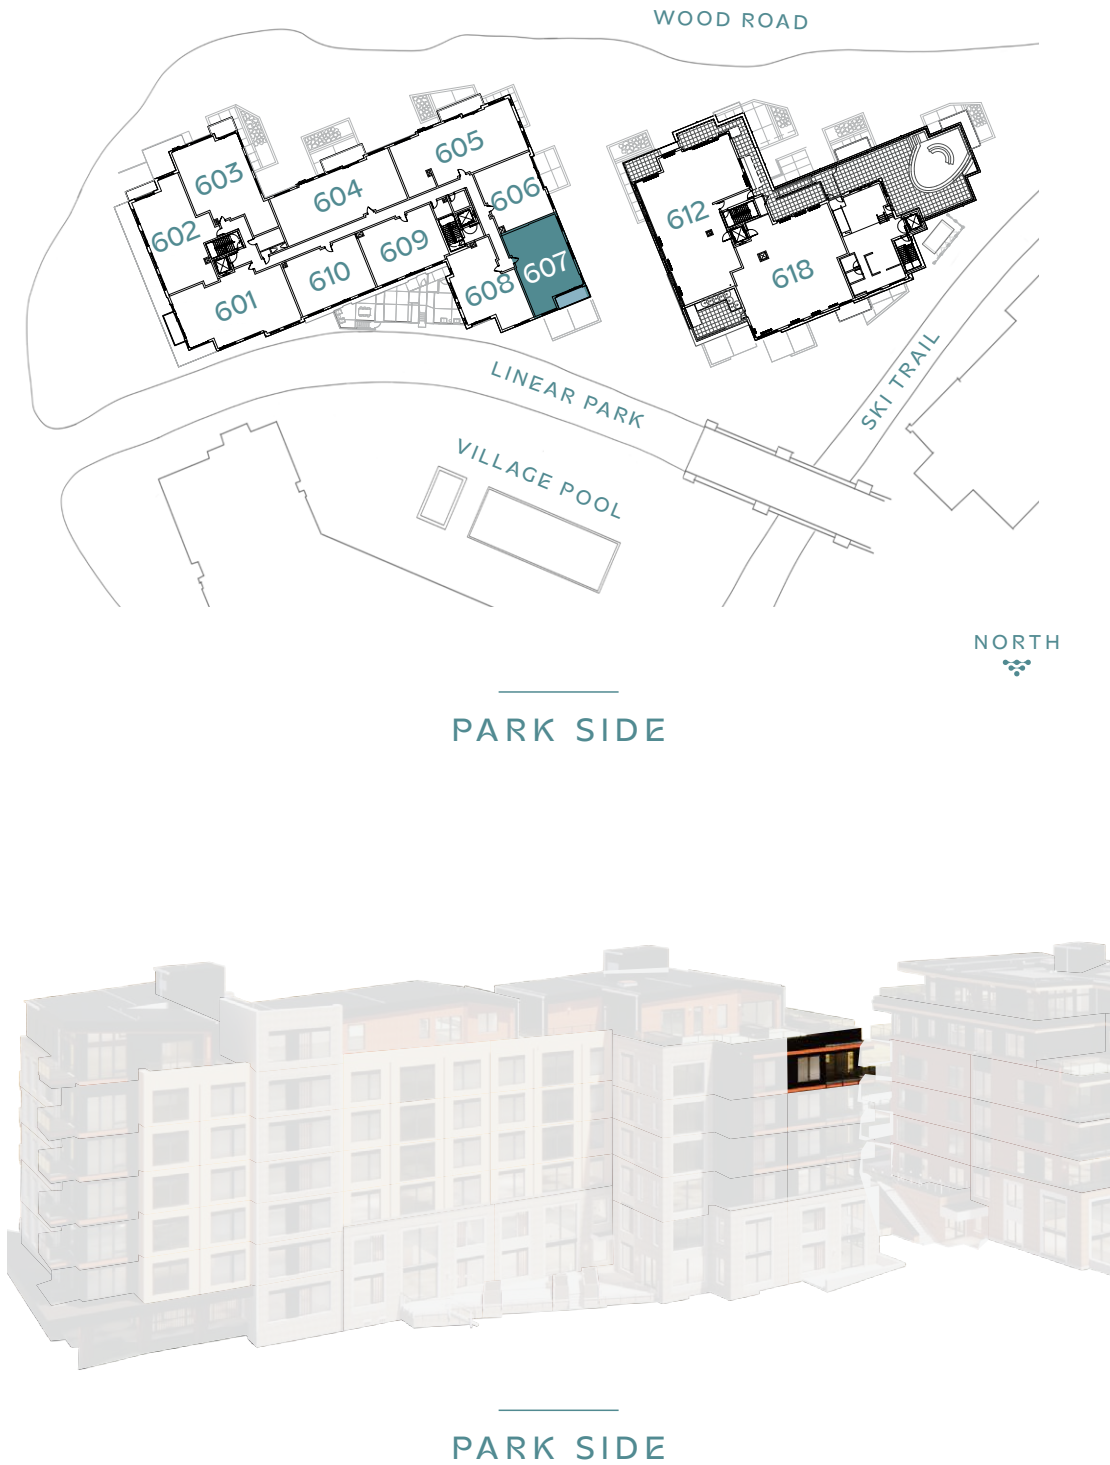 WOOD ROAD
605
603
604
606
602
609
607
610
608
601
612
618
LINEAR PARK
SKI TRAIL
VILLAGE POOL
NORTH
PARK SIDE
PARK SIDE